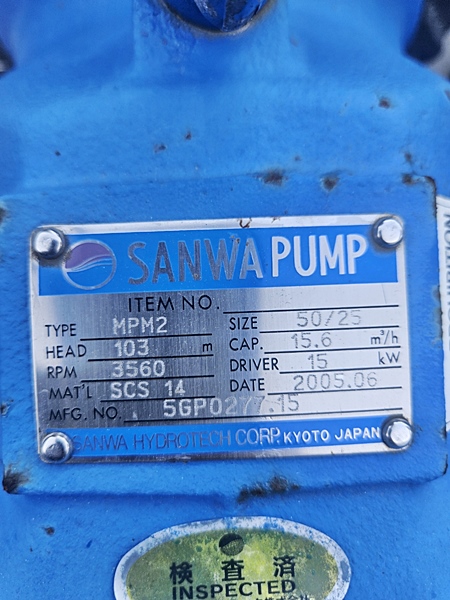 SANWA PUMP
ITEM NO.
TYPE MPM2 SIZE 50/25
HEAD 103 m CAP. 15.6 m³/h
RPM 3560 DRIVER 15 kW
MAT'L SCS 14 DATE 2005.06
MFG. NO. 5GP0277.15
SANWA HYDROTECH CORP. KYOTO JAPAN
検査済
INSPECTED